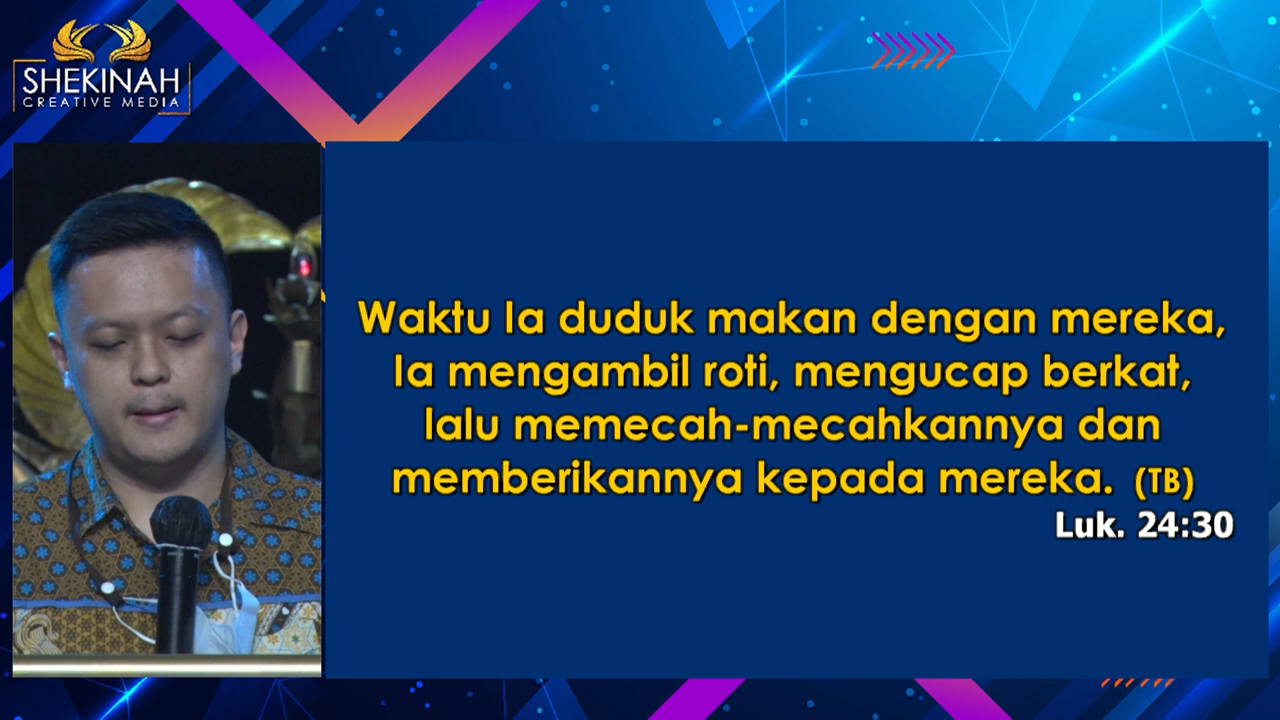 SHEKINAH
CREATIVE MEDIA
Waktu Ia duduk makan dengan mereka,
Ia mengambil roti, mengucap berkat,
lalu memecah-mecahkannya dan
memberikannya kepada mereka. (TB)
Luk. 24:30